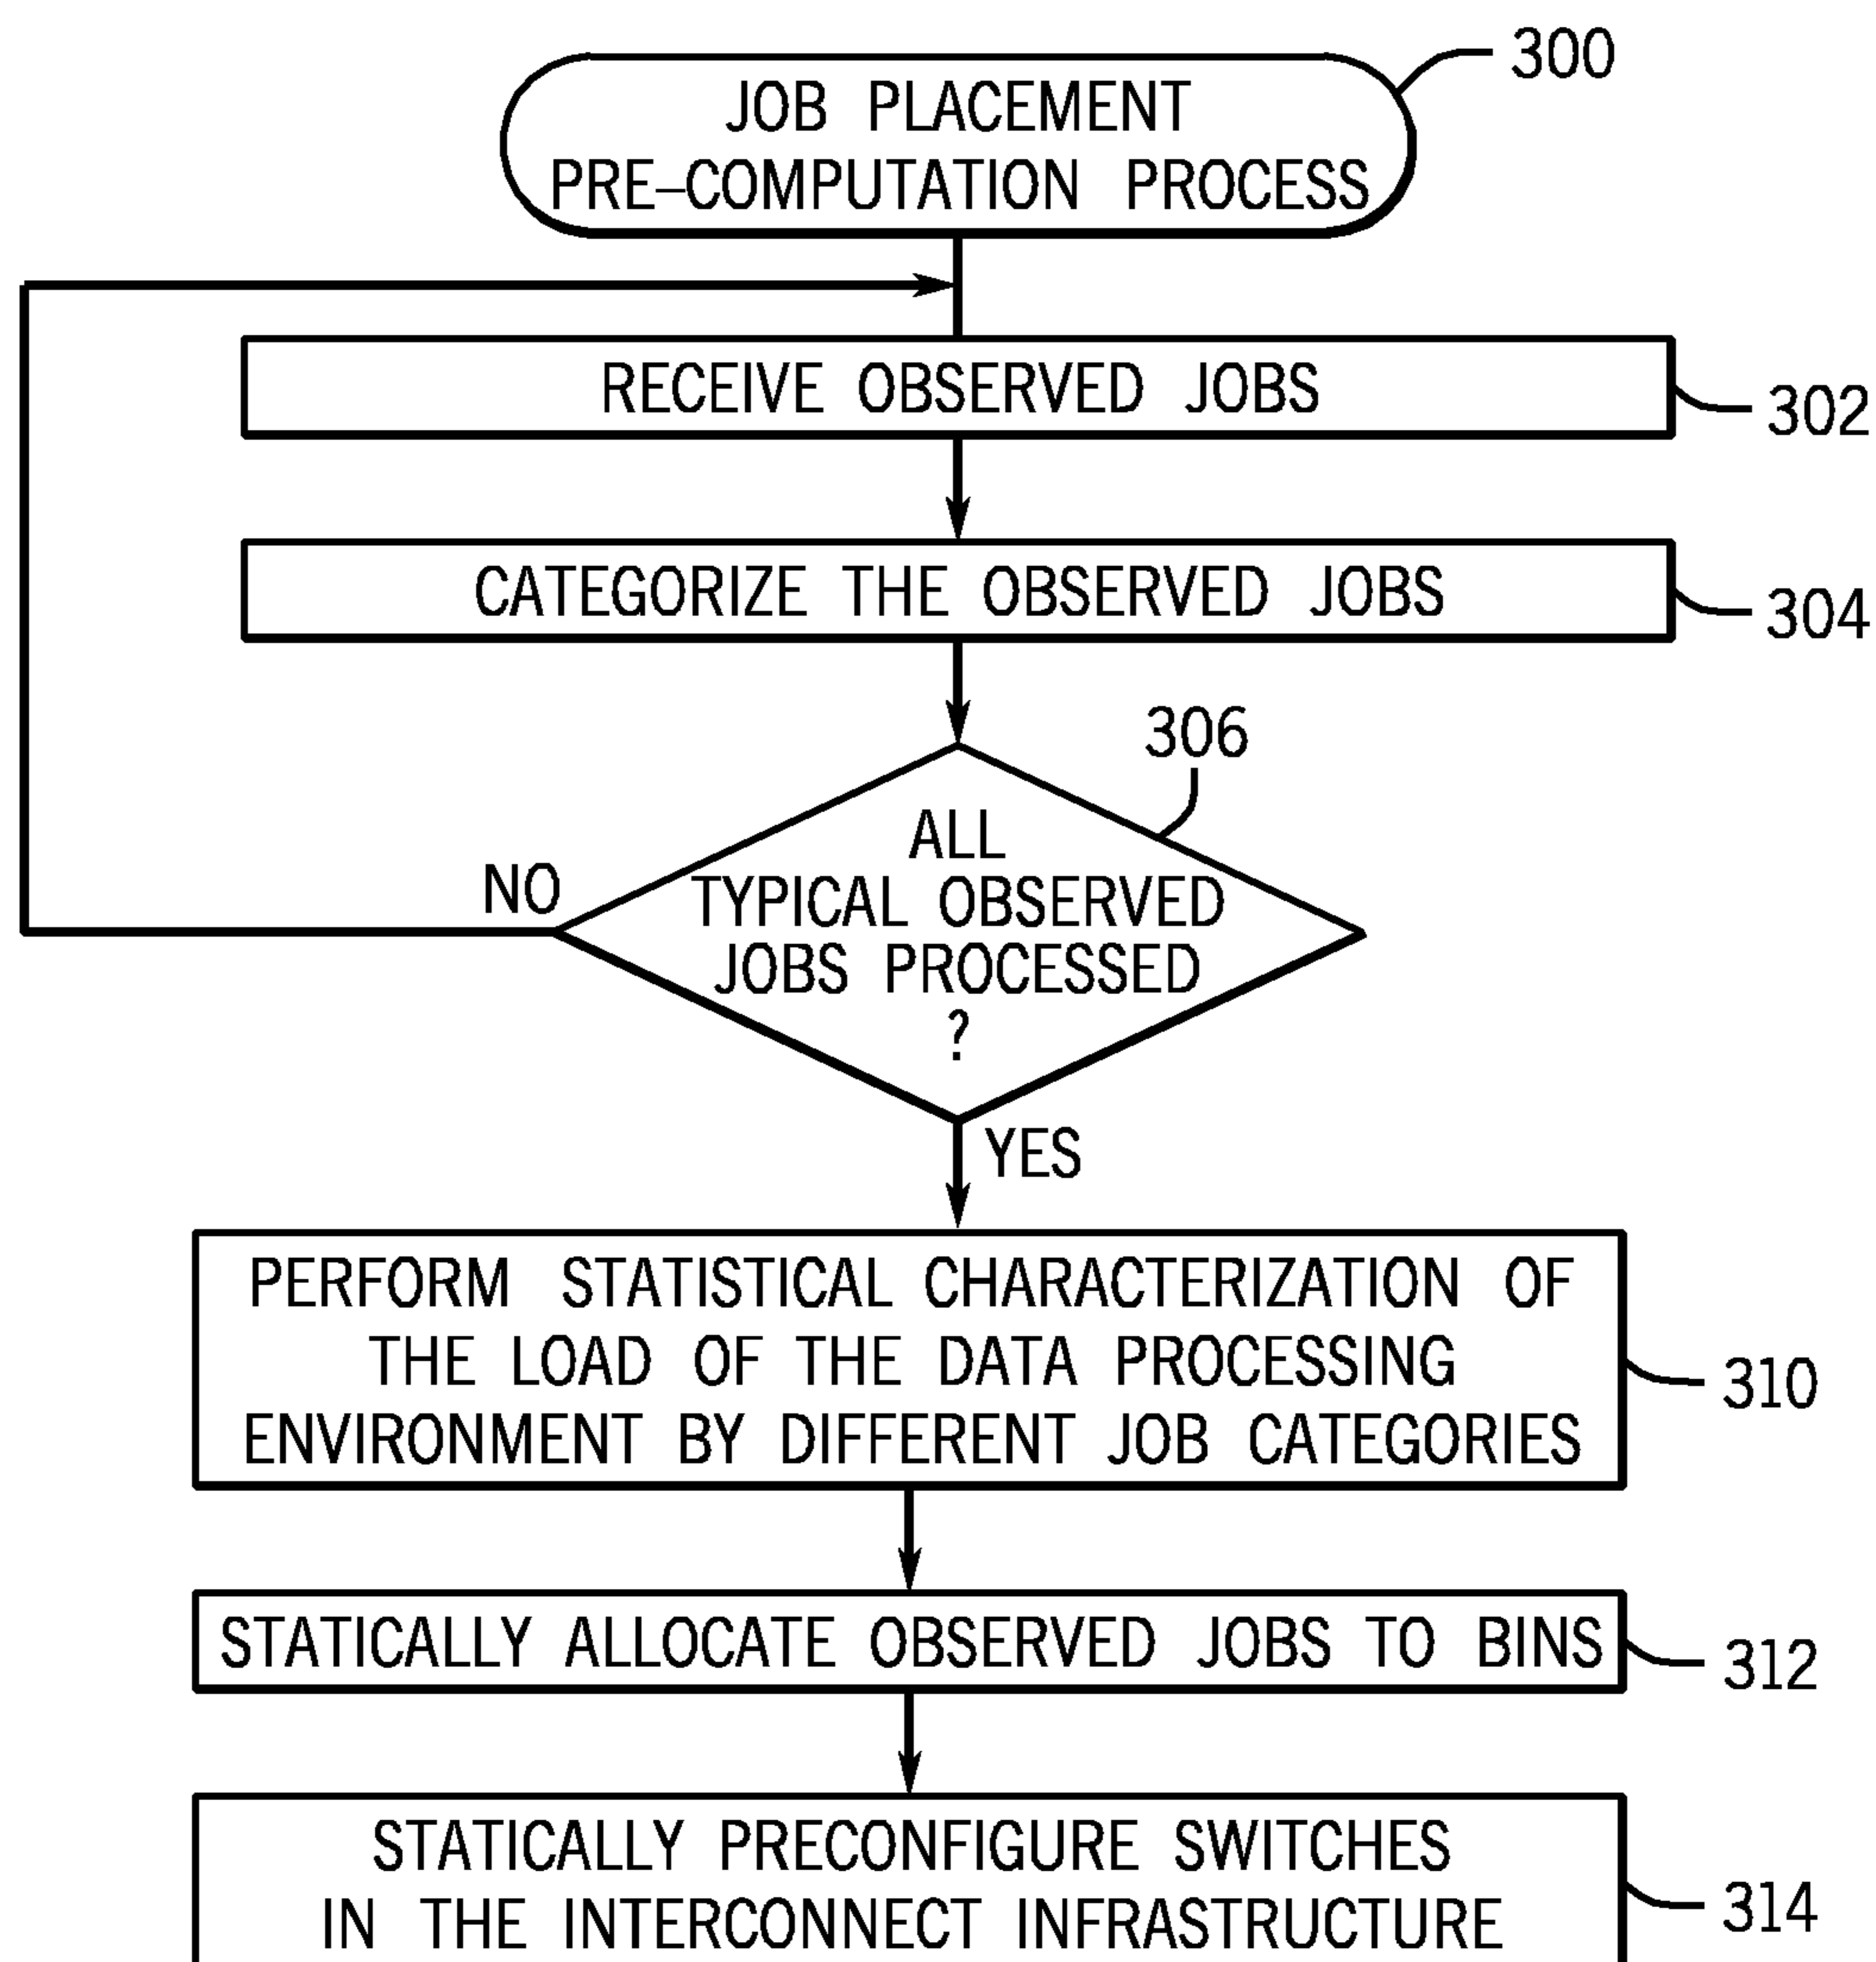 300
JOB PLACEMENT
PRE-COMPUTATION PROCESS
RECEIVE OBSERVED JOBS
302
CATEGORIZE THE OBSERVED JOBS
304
306
ALL
TYPICAL OBSERVED
JOBS PROCESSED
?
NO
YES
PERFORM STATISTICAL CHARACTERIZATION OF
THE LOAD OF THE DATA PROCESSING
ENVIRONMENT BY DIFFERENT JOB CATEGORIES
310
STATICALLY ALLOCATE OBSERVED JOBS TO BINS
312
STATICALLY PRECONFIGURE SWITCHES
IN THE INTERCONNECT INFRASTRUCTURE
314